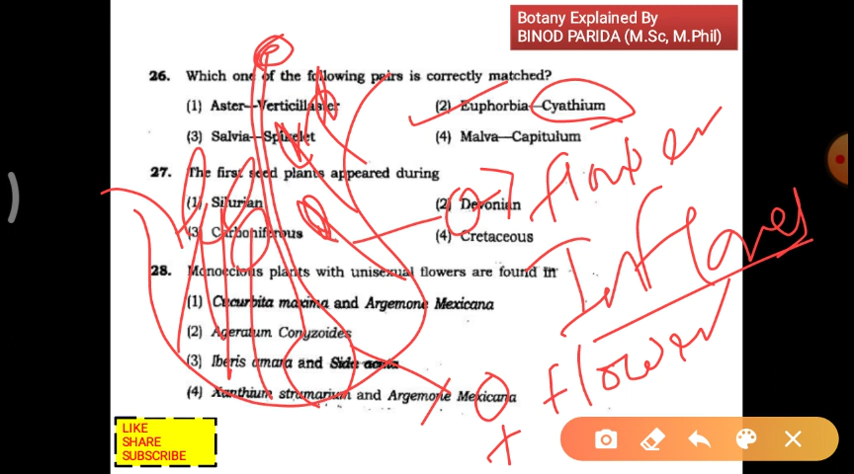 Botany Explained By
BINOD PARIDA (M.Sc, M.Phil)
26. Which one of the following pairs is correctly matched?
(1) Aster—Verticillaster (2) Euphorbia—Cyathium
(3) Salvia—Spikelet (4) Malva—Capitulum
27. The first seed plants appeared during
(1) Silurian (2) Devonian
(3) Carboniferous (4) Cretaceous
28. Monoecious plants with unisexual flowers are found in
(1) Cucurbita maxima and Argemone Mexicana
(2) Ageratum Conyzoides
(3) Iberis amara and Sida acuta
(4) Xanthium strumarium and Argemone Mexicana
flower
flower
LIKE
SHARE
SUBSCRIBE